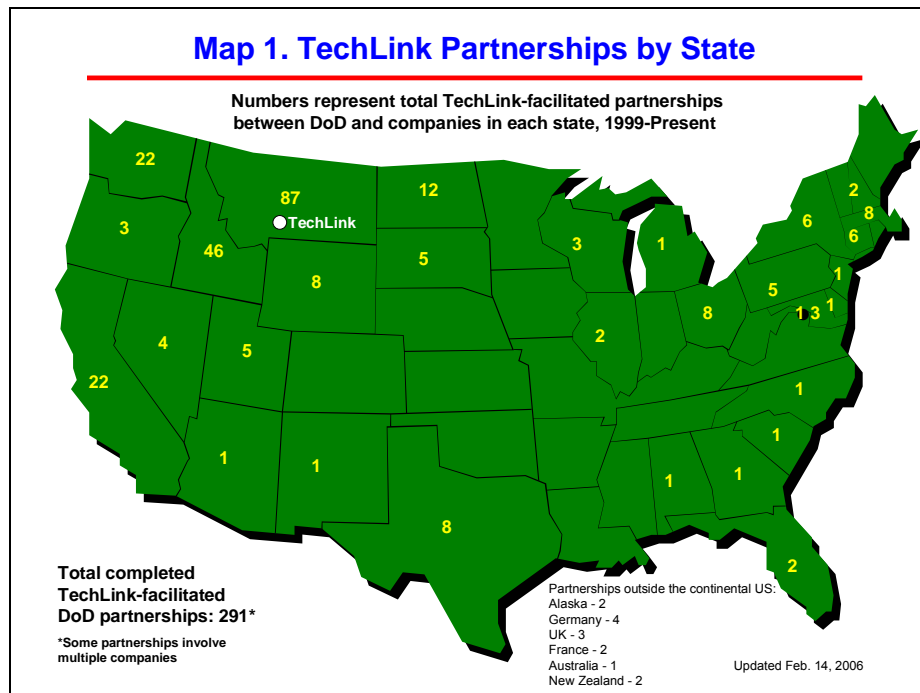 Map 1. TechLink Partnerships by State
Numbers represent total TechLink-facilitated partnerships
between DoD and companies in each state, 1999-Present
22
87
12
2
3
TechLink
8
46
3
1
6
6
8
5
5
1
4
5
8
1 3
1
2
22
1
1
1
1
1
1
1
8
2
Total completed
TechLink-facilitated
DoD partnerships: 291*
*Some partnerships involve
multiple companies
Partnerships outside the continental US:
Alaska - 2
Germany - 4
UK - 3
France - 2
Australia - 1
New Zealand - 2
Updated Feb. 14, 2006